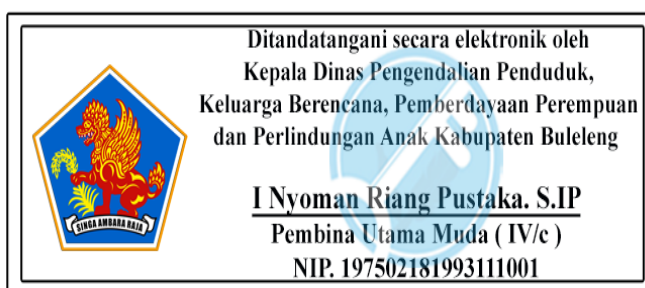 Ditandatangani secara elektronik oleh
Kepala Dinas Pengendalian Penduduk,
Keluarga Berencana, Pemberdayaan Perempuan
dan Perlindungan Anak Kabupaten Buleleng
I Nyoman Riang Pustaka. S.IP
Pembina Utama Muda ( IV/c )
NIP. 197502181993111001
SINGA AMBARA RAJA